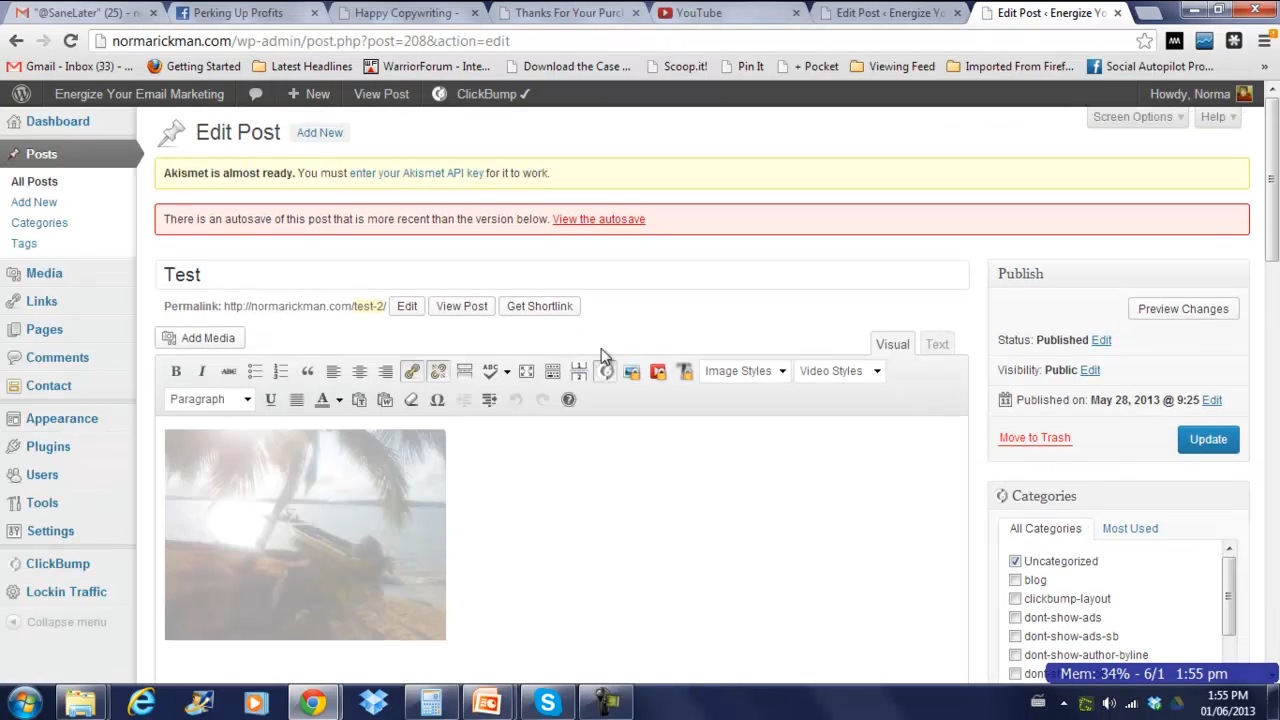 "@SaneLater" (25) -
Perking Up Profits
Happy Copywriting -
Thanks For Your Purc
YouTube
Edit Post ‹ Energize Yo
Edit Post ‹ Energize Yo
normarickman.com/wp-admin/post.php?post=208&action=edit
Gmail - Inbox (33) -...
Getting Started
Latest Headlines
WarriorForum - Inte...
Download the Case ...
Scoop.it!
Pin It
+ Pocket
Viewing Feed
Imported From Firef...
Social Autopilot Pro...
»
Energize Your Email Marketing
+ New
View Post
ClickBump ✓
Howdy, Norma
Dashboard
Posts
All Posts
Add New
Categories
Tags
Media
Links
Pages
Comments
Contact
Appearance
Plugins
Users
Tools
Settings
ClickBump
Lockin Traffic
Collapse menu
Edit Post
Add New
Screen Options
Help
Akismet is almost ready. You must enter your Akismet API key for it to work.
There is an autosave of this post that is more recent than the version below. View the autosave
Test
Permalink: http://normarickman.com/test-2/
Edit
View Post
Get Shortlink
Add Media
Visual
Text
B I ABC
ABC
Image Styles
Video Styles
Paragraph
U
A
Ω
Publish
Preview Changes
Status: Published Edit
Visibility: Public Edit
Published on: May 28, 2013 @ 9:25 Edit
Move to Trash
Update
Categories
All Categories
Most Used
Uncategorized
blog
clickbump-layout
dont-show-ads
dont-show-ads-sb
dont-show-author-byline
Mem: 34% - 6/1 1:55 pm
1:55 PM
01/06/2013